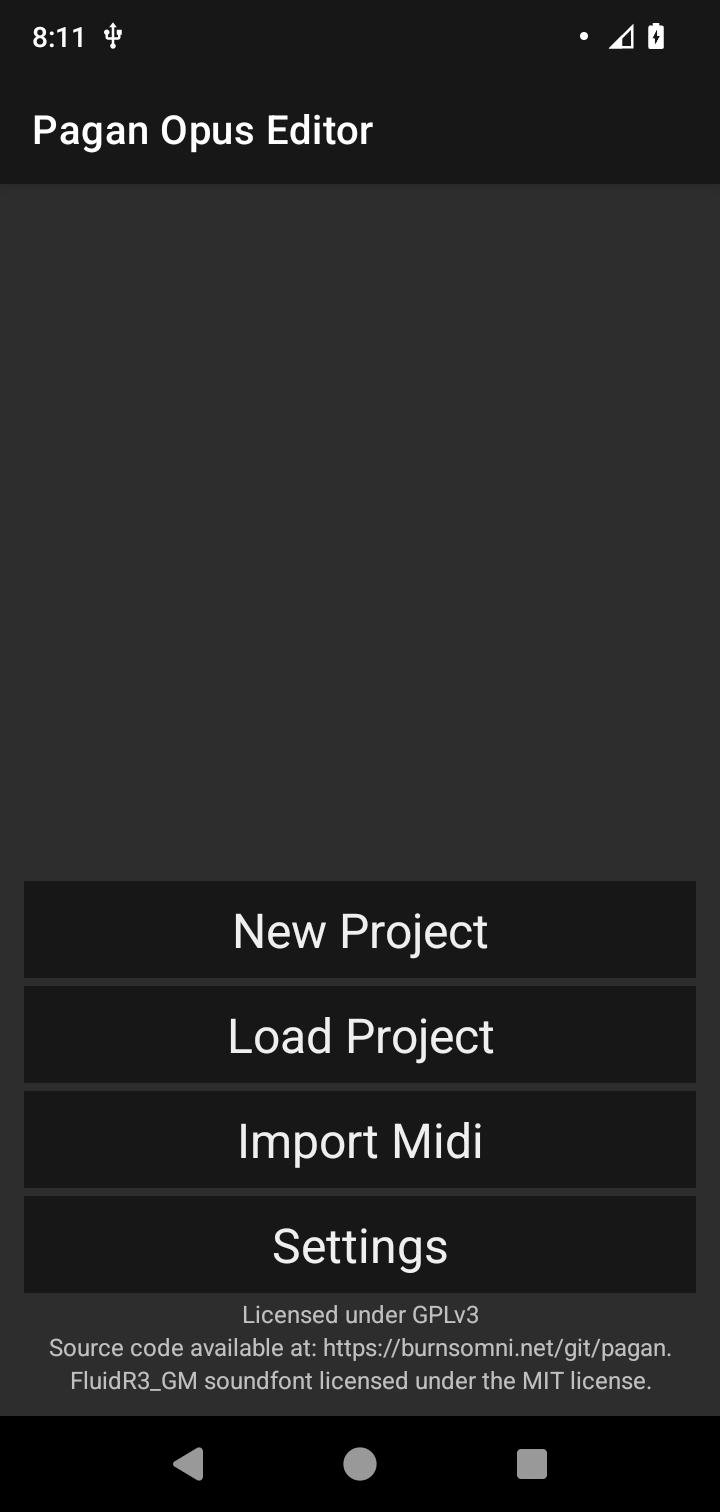 8:11
Pagan Opus Editor
New Project
Load Project
Import Midi
Settings
Licensed under GPLv3
Source code available at: https://burnsomni.net/git/pagan.
FluidR3_GM soundfont licensed under the MIT license.